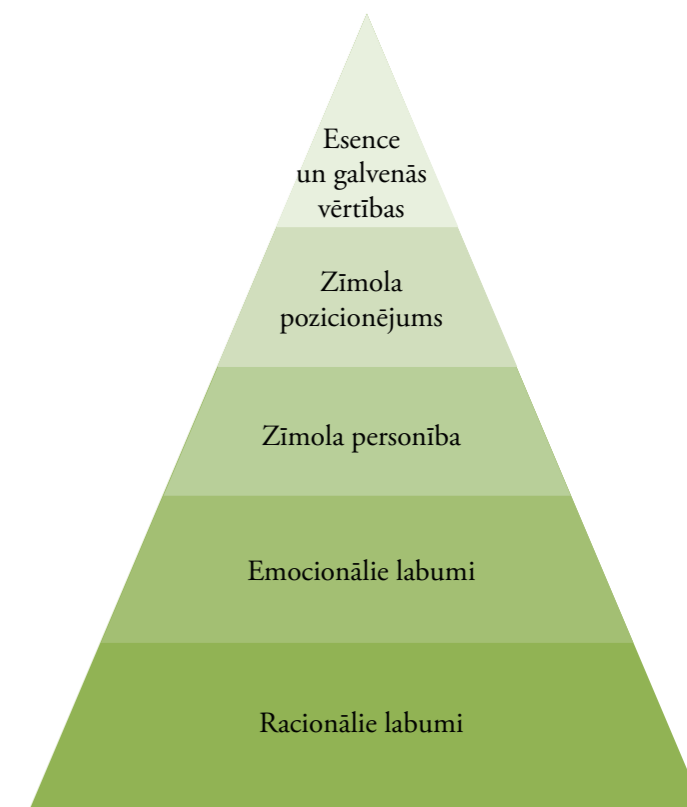 Esence
un galvenās
vērtības
Zīmola
pozicionējums
Zīmola personība
Emocionālie labumi
Racionālie labumi